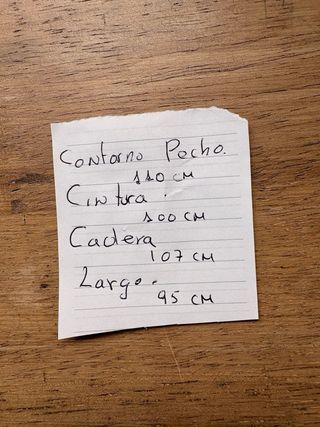 Contorno Pecho.
110 CM
Cintura.
100 CM
Cadera
107 CM
Largo.
95 CM